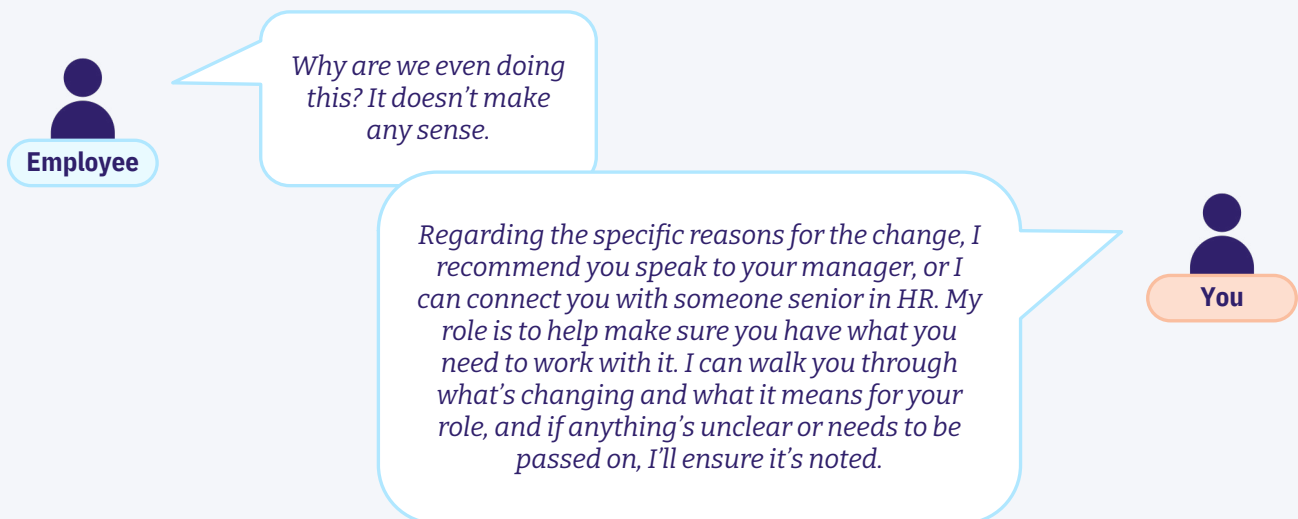 Why are we even doing
this? It doesn’t make
any sense.
Employee
Regarding the specific reasons for the change, I
recommend you speak to your manager, or I
can connect you with someone senior in HR. My
role is to help make sure you have what you
need to work with it. I can walk you through
what’s changing and what it means for your
role, and if anything’s unclear or needs to be
passed on, I’ll ensure it’s noted.
You